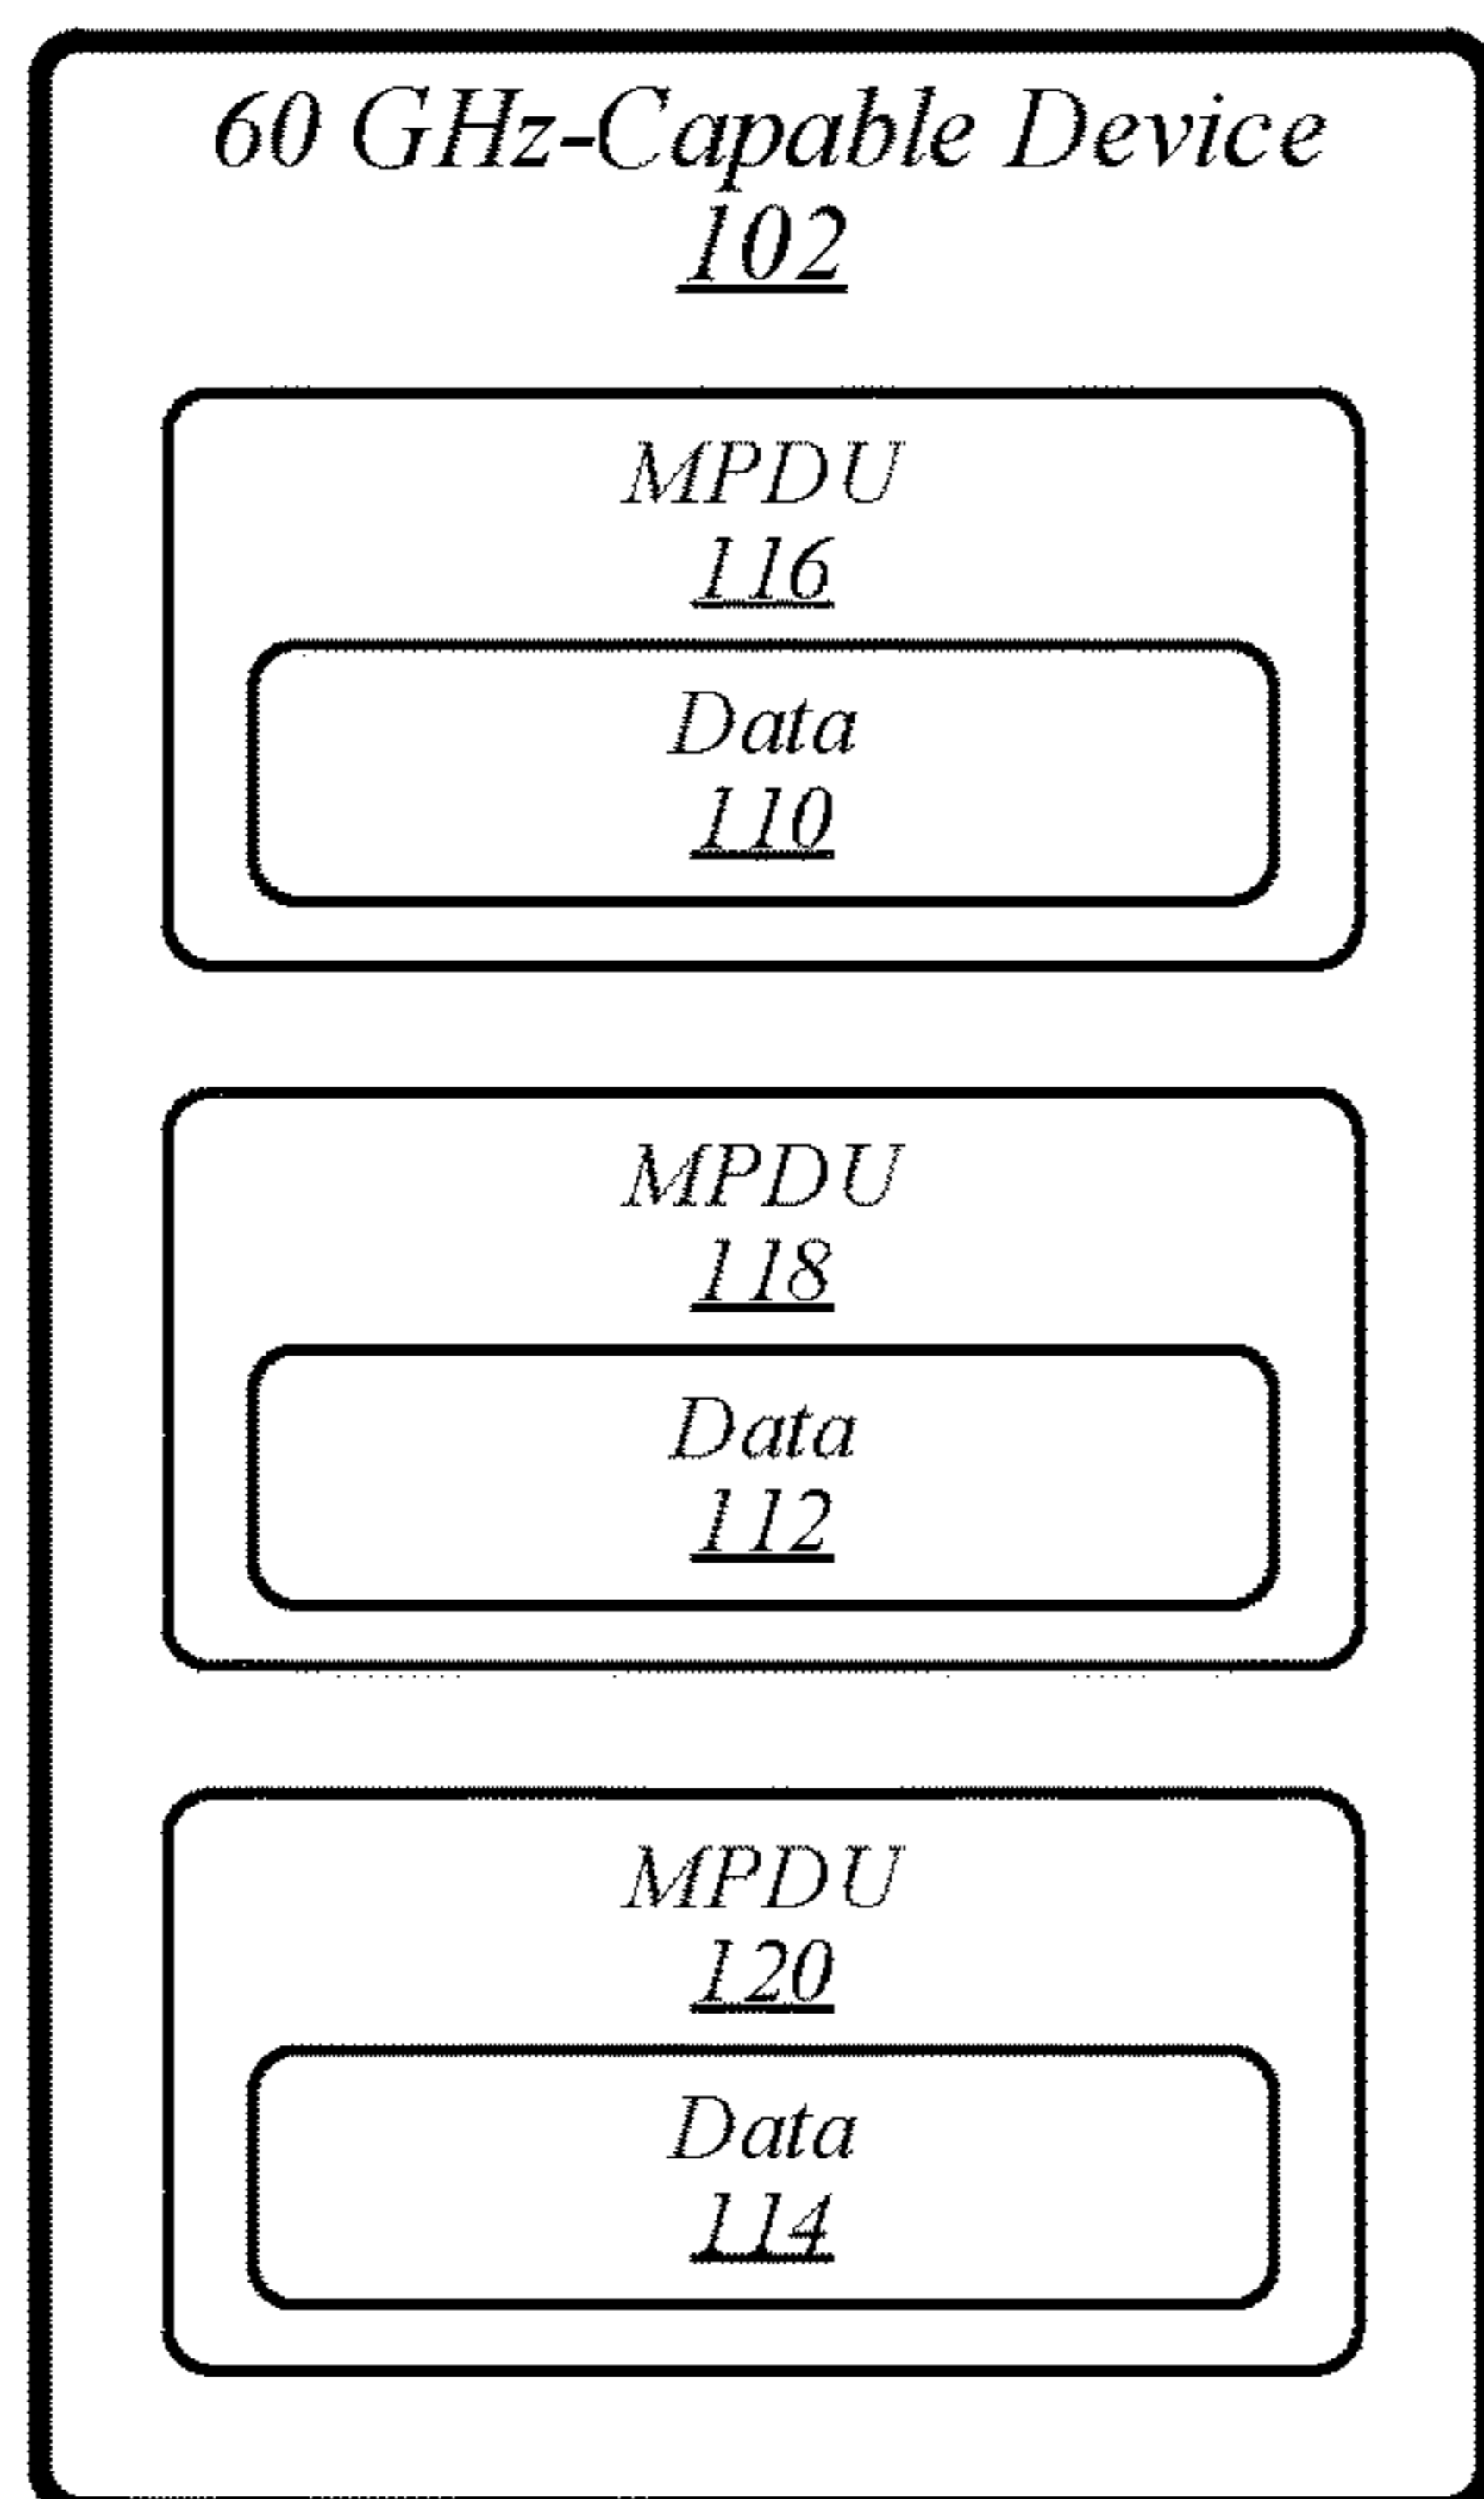 60 GHz-Capable Device
102
MPDU
116
Data
110
MPDU
118
Data
112
MPDU
120
Data
114